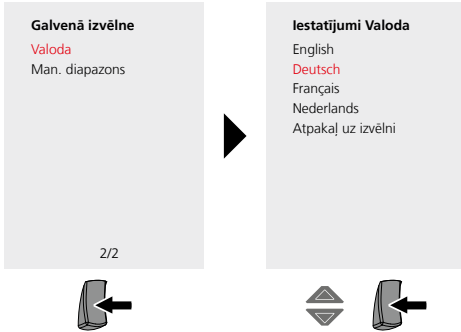 Galvenā izvēlne
Valoda
Man. diapazons
2/2
Iestatījumi Valoda
English
Deutsch
Français
Nederlands
Atpakaļ uz izvēlni